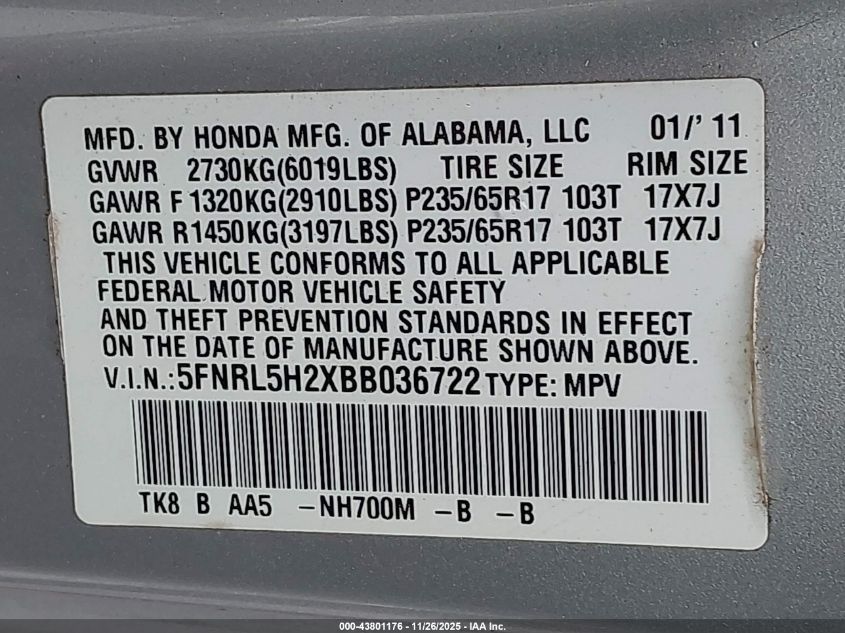 MFD. BY HONDA MFG. OF ALABAMA, LLC 01/'11
GVWR 2730KG(6019LBS) TIRE SIZE RIM SIZE
GAWR F 1320KG(2910LBS) P235/65R17 103T 17X7J
GAWR R1450KG(3197LBS) P235/65R17 103T 17X7J
THIS VEHICLE CONFORMS TO ALL APPLICABLE
FEDERAL MOTOR VEHICLE SAFETY
AND THEFT PREVENTION STANDARDS IN EFFECT
ON THE DATE OF MANUFACTURE SHOWN ABOVE.
V.I.N.:5FNRL5H2XBB036722 TYPE: MPV
TK8 B AA5 -NH700M -B -B
000-43801176 - 11/26/2025 - IAA Inc.